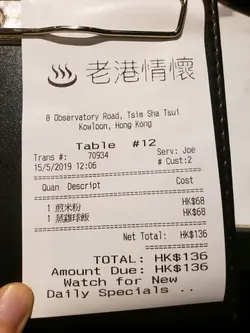 老港情懷
8 Observatory Road, Tsim Sha Tsui
Kowloon, Hong Kong
Table #12
Trans #: 70934 Serv: Joe
15/5/2019 12:06 # Cust:2
Quan Descript Cost
1 煎米粉 HK$68
1 蒸雞球飯 HK$68
Net Total: HK$136
TOTAL: HK$136
Amount Due: HK$136
Watch for New
Daily Specials ..